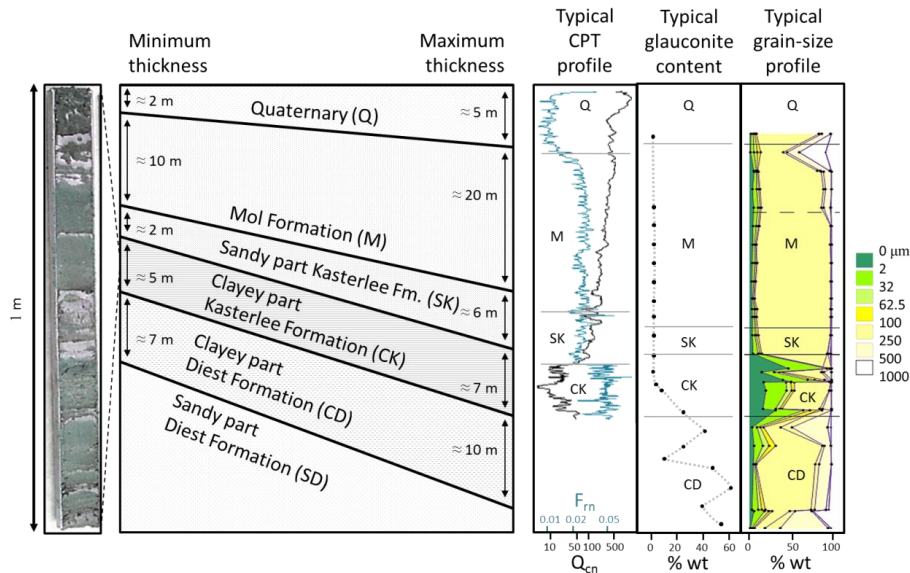 Minimum
thickness
Maximum
thickness
Typical
CPT
profile
Typical
glauconite
content
Typical
grain-size
profile
1 m
≈ 2 m
≈ 10 m
≈ 2 m
≈ 5 m
≈ 7 m
Quaternary (Q)
Mol Formation (M)
Sandy part Kasterlee Fm. (SK)
Clayey part
Kasterlee Formation (CK)
Clayey part
Diest Formation (CD)
Sandy part
Diest Formation (SD)
≈ 5 m
≈ 20 m
≈ 6 m
≈ 7 m
≈ 10 m
Q
M
SK
CK
Frn
0.01 0.02 0.05
10 50 100 500
Qcn
Q
M
SK
CK
CD
0 20 40 60
% wt
Q
M
SK
CK
CD
0 50 100
% wt
0 μm
2
32
62.5
100
250
500
1000